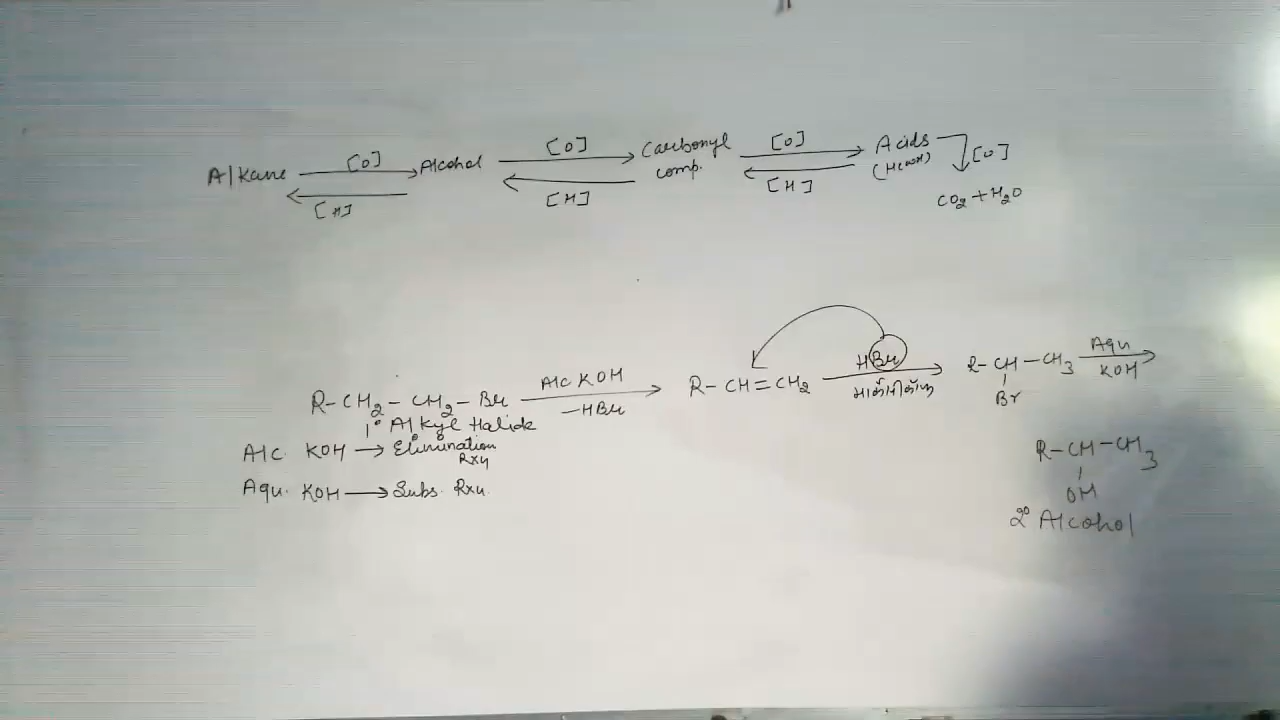 Alkane [O] Alcohol [O] Carbonyl comp. [O] Acids (HCOOH) [O]
[H] [H] [H] CO2 + H2O
R-CH2-CH2-Br Alc KOH -HBr R-CH=CH2 HBr R-CH-CH3 Aqu KOH
Br
1° Alkyl Halide
Alc. KOH → Elimination Rxn
Aqu. KOH → Subs. Rxn.
R-CH-CH3
OH
2° Alcohol